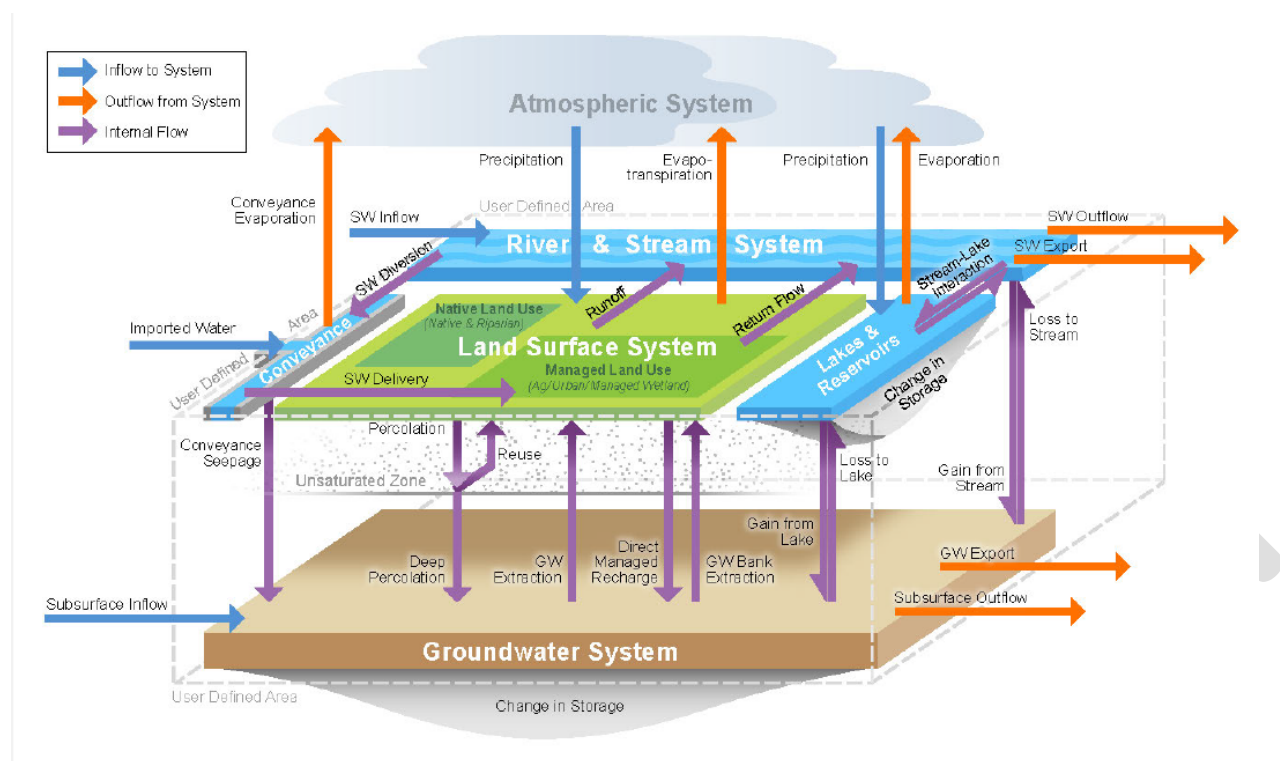 Inflow to System
Outflow from System
Internal Flow
Atmospheric System
Precipitation
Evapo-
transpiration
Precipitation
Evaporation
Conveyance
Evaporation
User Defined Area
SW Inflow
SW Outflow
River & Stream System
SW Export
SW Diversion
Stream-Lake
Interaction
Native Land Use
(Native & Riparian)
Runoff
Return Flow
Loss to
Stream
Imported Water
User Defined
Area
Conveyance
Land Surface System
Lakes &
Reservoirs
Managed Land Use
(Ag/Urban/Managed Wetland)
SW Delivery
Change in
Storage
Percolation
Conveyance
Seepage
Reuse
Loss to
Lake
Unsaturated Zone
Gain from
Stream
Gain from
Lake
Deep
Percolation
GW
Extraction
Direct
Managed
Recharge
GW Bank
Extraction
GW Export
Subsurface Inflow
Subsurface Outflow
Groundwater System
User Defined Area
Change in Storage